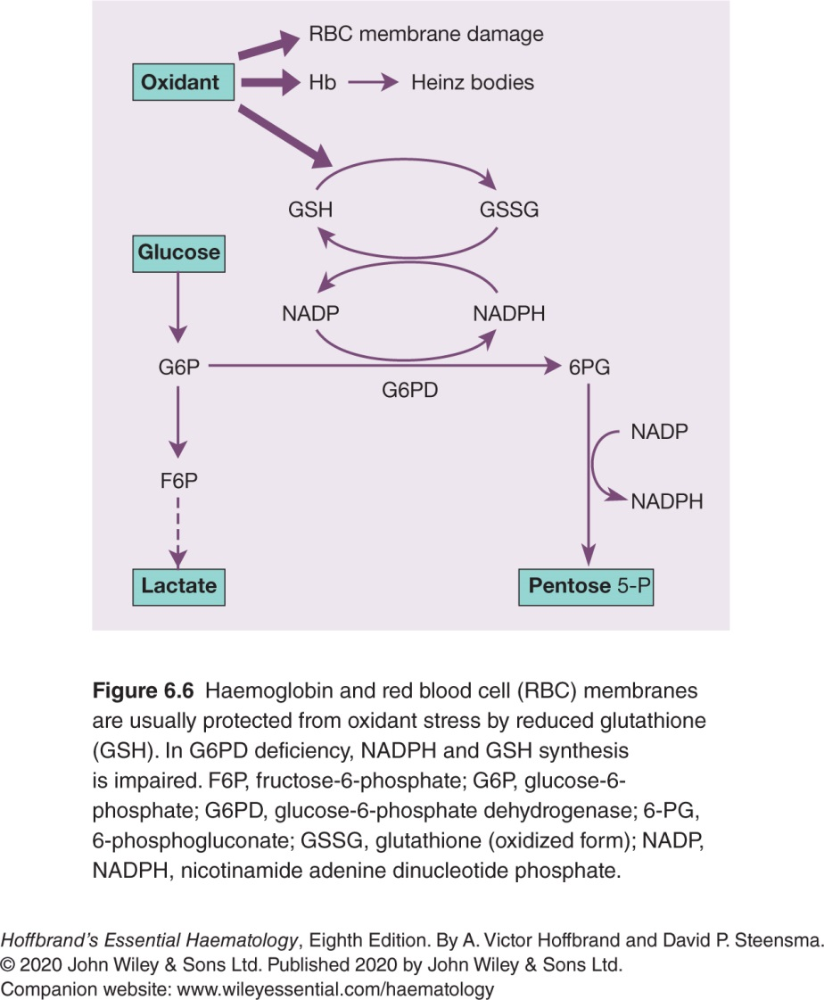 RBC membrane damage
Oxidant
Hb
Heinz bodies
GSH
GSSG
Glucose
NADP
NADPH
G6P
6PG
G6PD
NADP
F6P
NADPH
Lactate
Pentose 5-P
Figure 6.6 Haemoglobin and red blood cell (RBC) membranes
are usually protected from oxidant stress by reduced glutathione
(GSH). In G6PD deficiency, NADPH and GSH synthesis
is impaired. F6P, fructose-6-phosphate; G6P, glucose-6-
phosphate; G6PD, glucose-6-phosphate dehydrogenase; 6-PG,
6-phosphogluconate; GSSG, glutathione (oxidized form); NADP,
NADPH, nicotinamide adenine dinucleotide phosphate.
Hoffbrand's Essential Haematology, Eighth Edition. By A. Victor Hoffbrand and David P. Steensma.
© 2020 John Wiley & Sons Ltd. Published 2020 by John Wiley & Sons Ltd.
Companion website: www.wileyessential.com/haematology